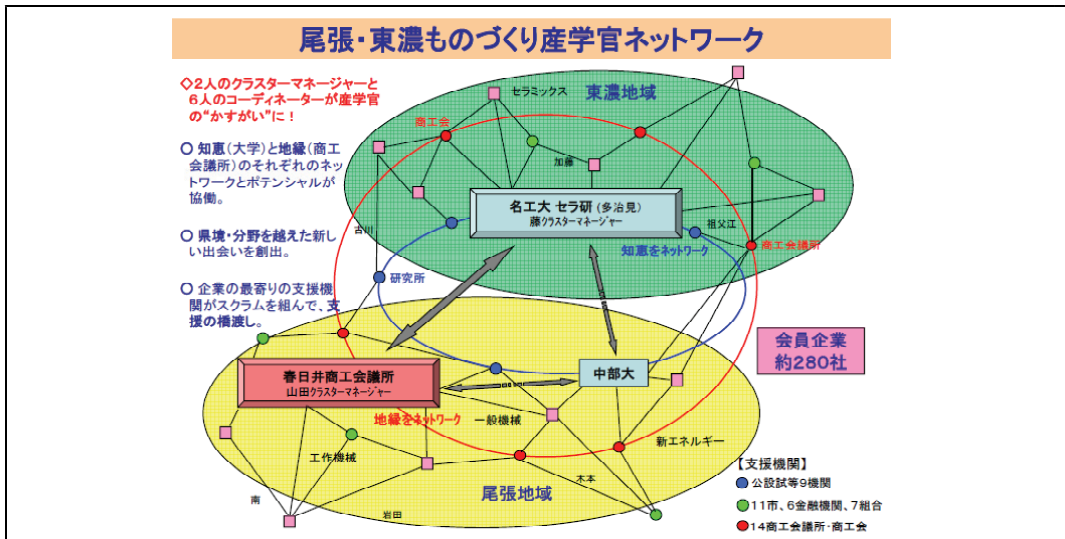 尾張・東濃ものづくり産学官ネットワーク
◇2人のクラスターマネージャーと
6人のコーディネーターが産学官
の“かすがい”に！
○ 知恵（大学）と地縁（商工
会議所）のそれぞれのネッ
トワークとポテンシャルが
協働。
○ 県境・分野を越えた新し
い出会いを創出。
○ 企業の最寄りの支援機
関がスクラムを組んで、支
援の橋渡し。
セラミックス
東濃地域
商工会
加藤
名工大 セラ研 (多治見)
藤クラスターマネージャー
古川
祖父江
商工会議所
知恵をネットワーク
研究所
会員企業
約280社
春日井商工会議所
山田クラスターマネージャー
中部大
地縁をネットワーク
一般機械
新エネルギー
工作機械
木本
尾張地域
南
岩田
【支援機関】
公設試等9機関
11市、6金融機関、7組合
14商工会議所・商工会